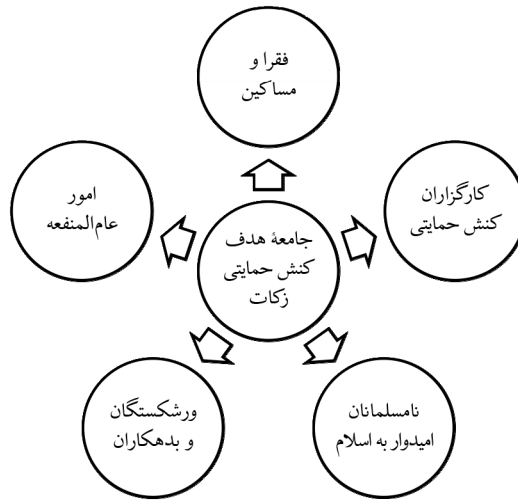 فقرا و
مساکین
کارگزاران
کنش حمایتی
امور
عام‌المنفعه
جامعهٔ هدف
کنش حمایتی
زکات
نامسلمانان
امیدوار به اسلام
ورشکستگان
و بدهکاران